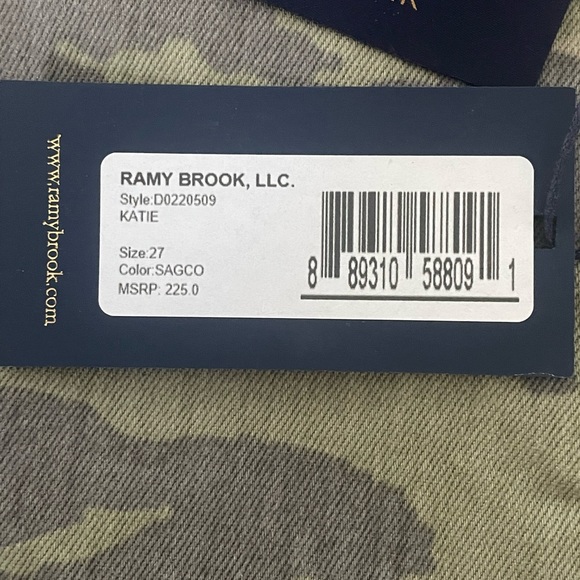 www.ramybrook.com
RAMY BROOK, LLC.
Style:D0220509
KATIE
Size:27
Color:SAGCO
MSRP: 225.0
8 89310 58809 1